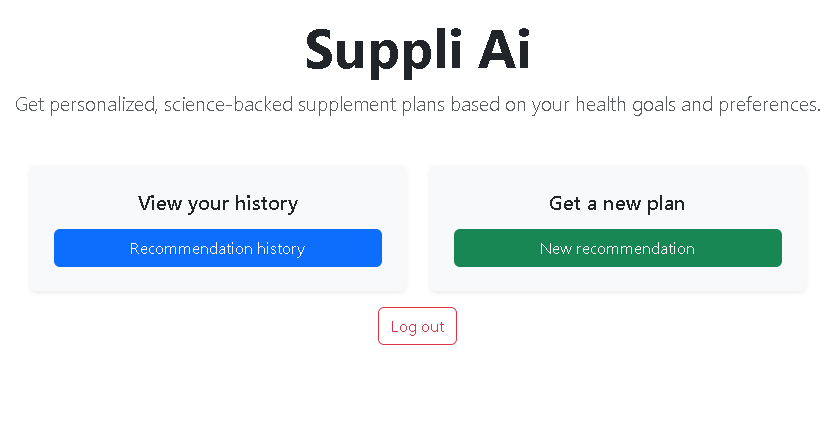 Suppli Ai
Get personalized, science-backed supplement plans based on your health goals and preferences.
View your history
Recommendation history
Get a new plan
New recommendation
Log out